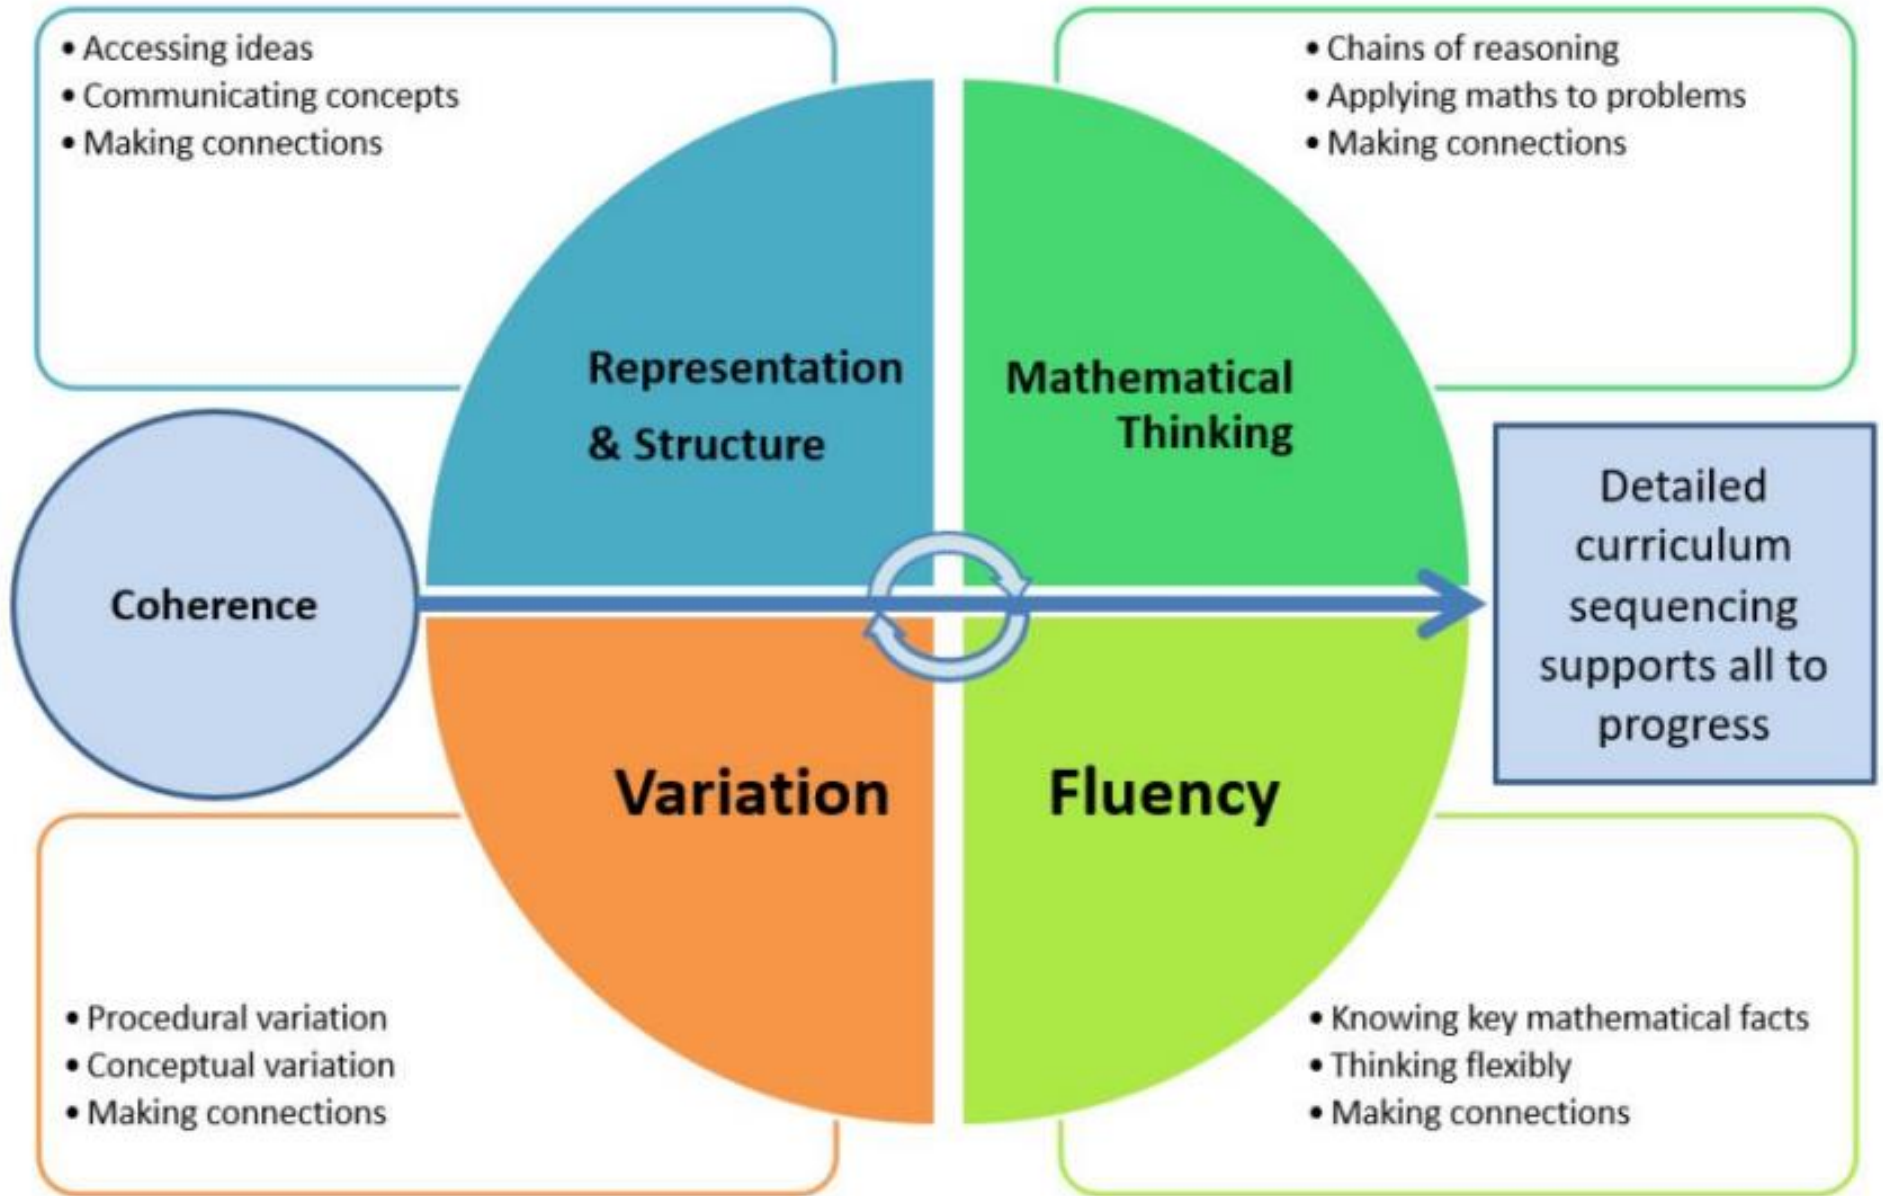 • Accessing ideas
• Communicating concepts
• Making connections
• Chains of reasoning
• Applying maths to problems
• Making connections
Representation
& Structure
Mathematical
Thinking
Coherence
Detailed
curriculum
sequencing
supports all to
progress
Variation
Fluency
• Procedural variation
• Conceptual variation
• Making connections
• Knowing key mathematical facts
• Thinking flexibly
• Making connections